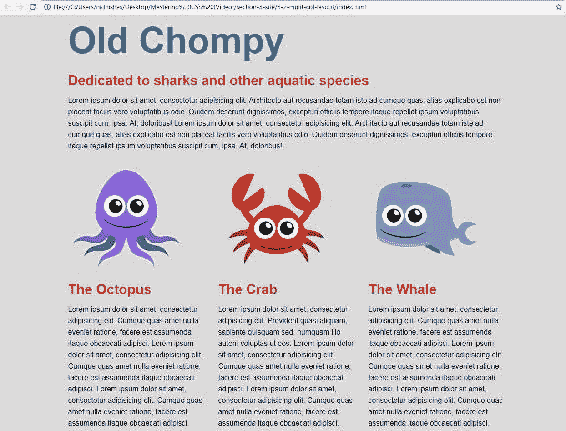 Old Chompy
Dedicated to sharks and other aquatic species
Lorem ipsum dolor sit amet, consectetur adipisicing elit. Architecto aut recusandae totam iste ad cumque quas, alias explicabo est non
placeat facilis vero voluptatibus odio. Quidem deserunt dignissimos, excepturi officiis tempore itaque repellat ipsum voluptatibus
suscipit cum, ipsa. At, doloribus! Lorem ipsum dolor sit amet, consectetur adipisicing elit. Architecto aut recusandae totam iste ad
cumque quas, alias explicabo est non placeat facilis vero voluptatibus odio. Quidem deserunt dignissimos, excepturi officiis tempore
itaque repellat ipsum voluptatibus suscipit cum, ipsa. At, doloribus!
The Octopus
Lorem ipsum dolor sit amet, consectetur
adipisicing elit. Cumque quas amet nulla
eveniet ratione, facere est assumenda
itaque obcaecati adipisci. Lorem ipsum
dolor sit amet, consectetur adipisicing elit.
Cumque quas amet nulla eveniet ratione,
facere est assumenda itaque obcaecati
adipisci. Lorem ipsum dolor sit amet,
consectetur adipisicing elit. Cumque quas
amet nulla eveniet ratione, facere est
assumenda itaque obcaecati adipisci.
The Crab
Lorem ipsum dolor sit amet, consectetur
adipisicing elit. Provident quas aliquam,
sapiente quisquam sed, numquam illo
autem voluptas ut eos. Lorem ipsum dolor
sit amet, consectetur adipisicing elit.
Cumque quas amet nulla eveniet ratione,
facere est assumenda itaque obcaecati
adipisci. Lorem ipsum dolor sit amet,
consectetur adipisicing elit. Cumque quas
amet nulla eveniet ratione, facere est
assumenda itaque obcaecati adipisci.
The Whale
Lorem ipsum dolor sit amet, consectetur
adipisicing elit. Cumque quas amet nulla
eveniet ratione, facere est assumenda
itaque obcaecati adipisci. Lorem ipsum
dolor sit amet, consectetur adipisicing elit.
Cumque quas amet nulla eveniet ratione,
facere est assumenda itaque obcaecati
adipisci. Lorem ipsum dolor sit amet,
consectetur adipisicing elit. Cumque quas
amet nulla eveniet ratione, facere est
assumenda itaque obcaecati adipisci.